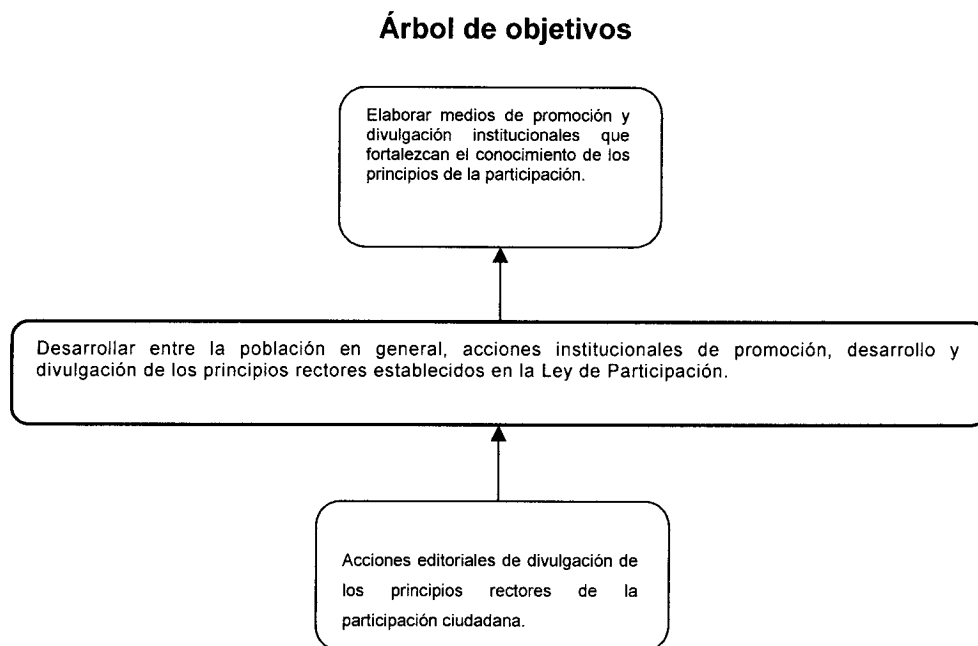 Árbol de objetivos
Elaborar medios de promoción y
divulgación institucionales que
fortalezcan el conocimiento de los
principios de la participación.
Desarrollar entre la población en general, acciones institucionales de promoción, desarrollo y
divulgación de los principios rectores establecidos en la Ley de Participación.
Acciones editoriales de divulgación de
los principios rectores de la
participación ciudadana.